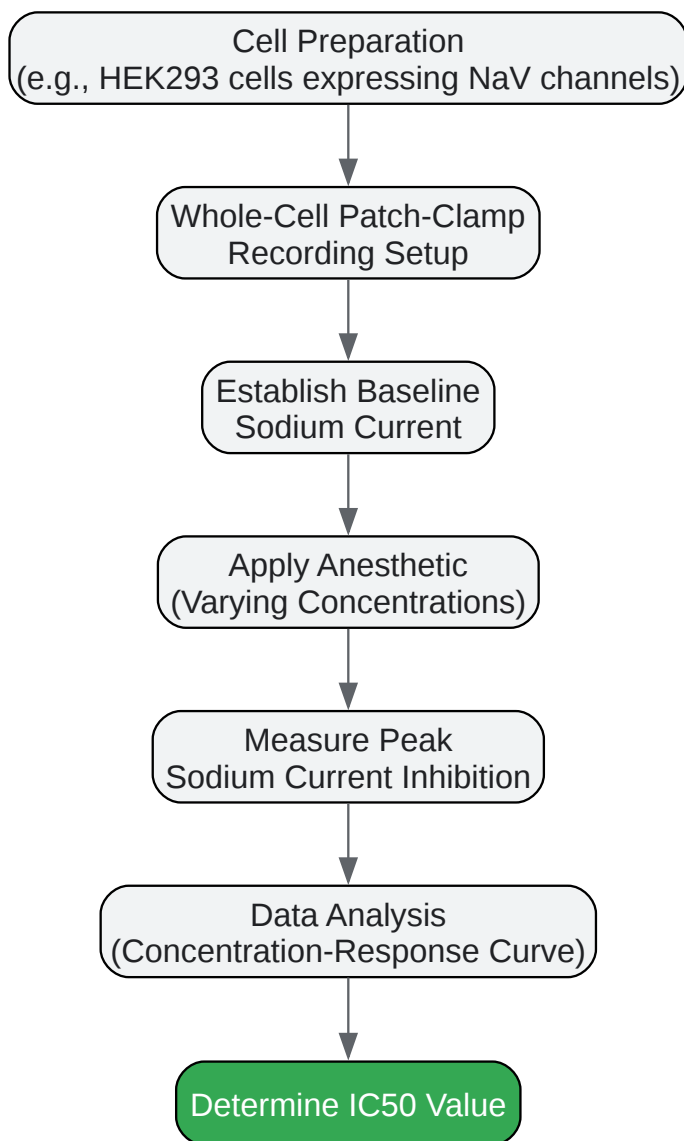 Cell Preparation
(e.g., HEK293 cells expressing NaV channels)
Whole-Cell Patch-Clamp
Recording Setup
Establish Baseline
Sodium Current
Apply Anesthetic
(Varying Concentrations)
Measure Peak
Sodium Current Inhibition
Data Analysis
(Concentration-Response Curve)
Determine IC50 Value